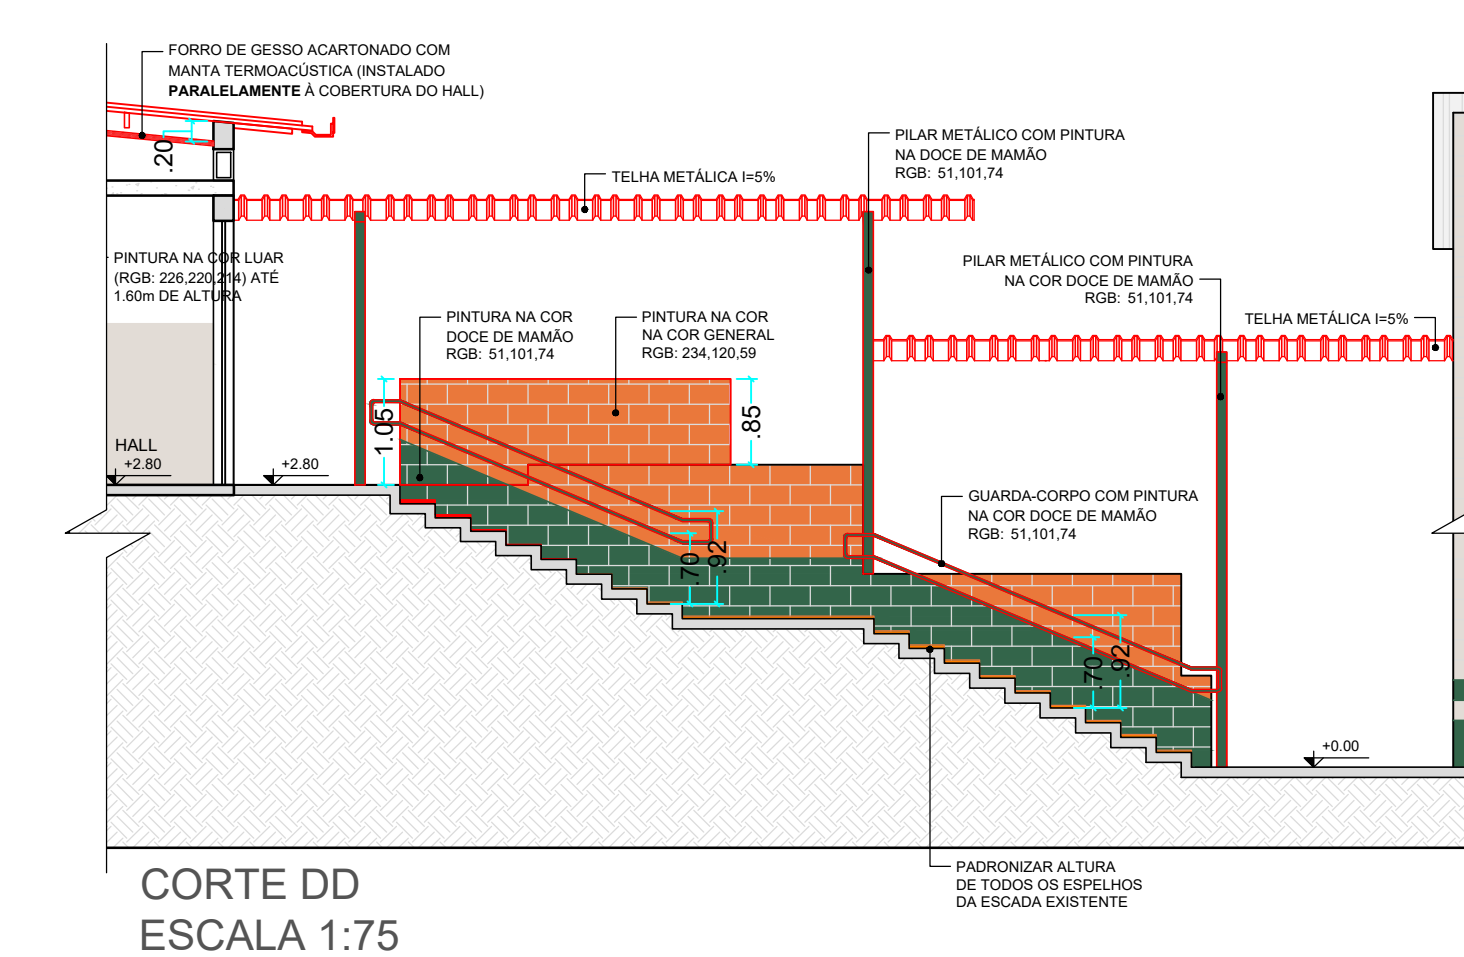 FORRO DE GESSO ACARTONADO COM
MANTA TERMOACÚSTICA (INSTALADO
PARALELAMENTE À COBERTURA DO HALL)
.20
PILAR METÁLICO COM PINTURA
NA DOCE DE MAMÃO
RGB: 51,101,74
TELHA METÁLICA I=5%
PINTURA NA COR LUAR
(RGB: 226,220,214) ATÉ
1.60m DE ALTURA
PILAR METÁLICO COM PINTURA
NA COR DOCE DE MAMÃO
RGB: 51,101,74
PINTURA NA COR
DOCE DE MAMÃO
RGB: 51,101,74
PINTURA NA COR
NA COR GENERAL
RGB: 234,120,59
TELHA METÁLICA I=5%
1.05
.85
HALL
+2.80
+2.80
GUARDA-CORPO COM PINTURA
NA COR DOCE DE MAMÃO
RGB: 51,101,74
.70
.92
.70
.92
+0.00
PADRONIZAR ALTURA
DE TODOS OS ESPELHOS
DA ESCADA EXISTENTE
CORTE DD
ESCALA 1:75